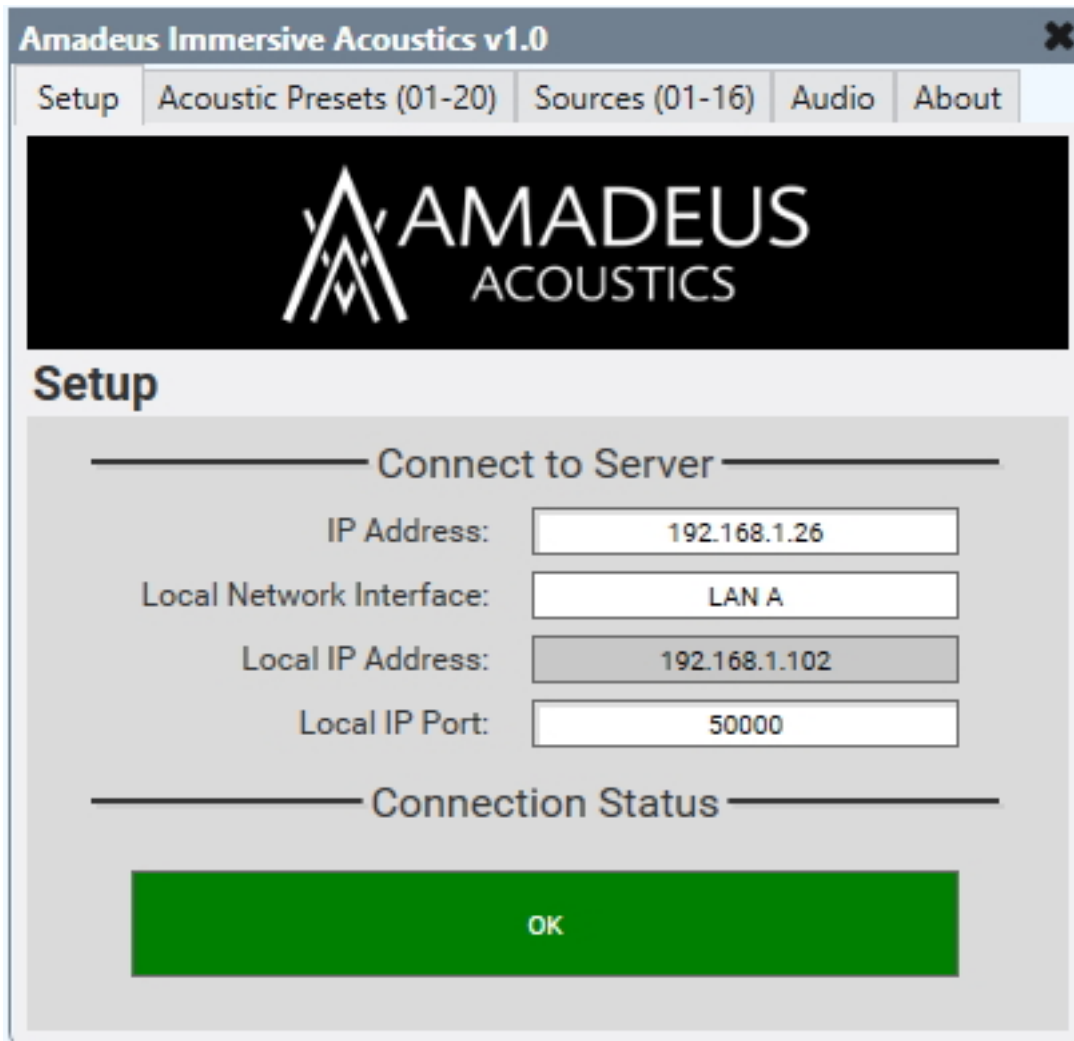 Amadeus Immersive Acoustics v1.0
Setup Acoustic Presets (01-20) Sources (01-16) Audio About
AMADEUS
ACOUSTICS
Setup
Connect to Server
IP Address: 192.168.1.26
Local Network Interface: LAN A
Local IP Address: 192.168.1.102
Local IP Port: 50000
Connection Status
OK